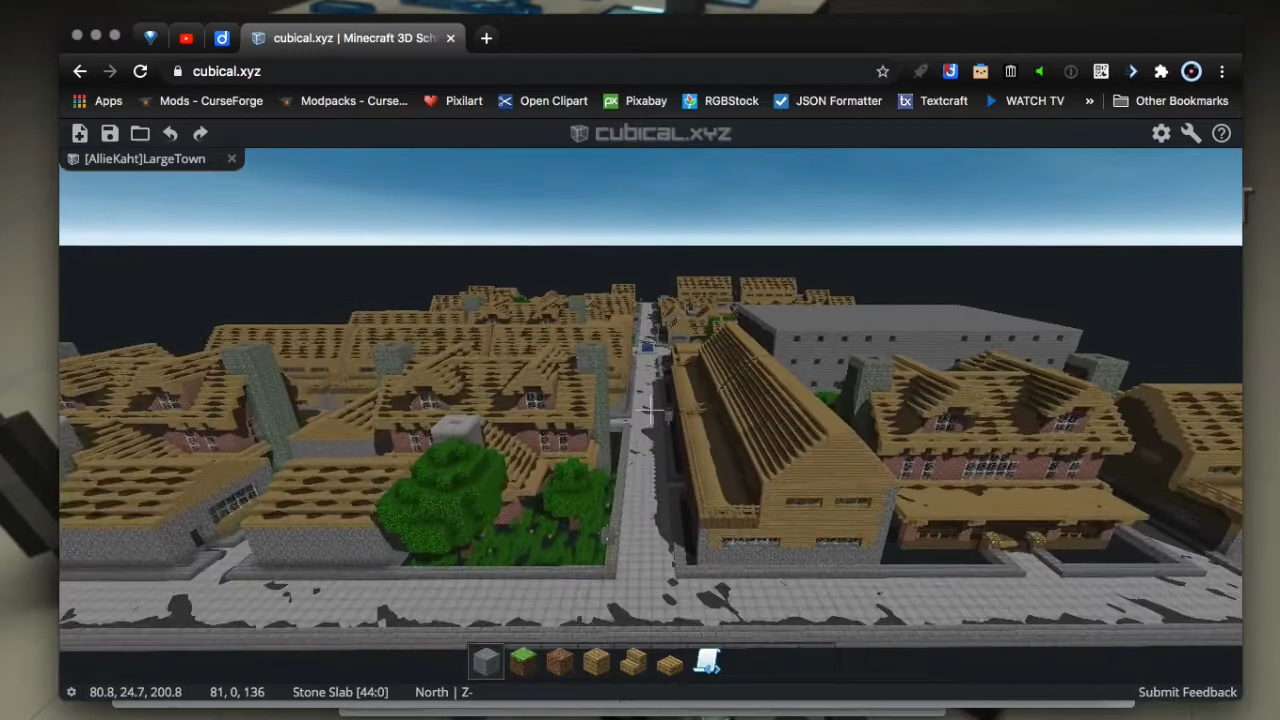 cubical.xyz | Minecraft 3D Sch
cubical.xyz
Apps Mods - CurseForge Modpacks - Curse... Pixilart Open Clipart px Pixabay RGBStock JSON Formatter tx Textcraft WATCH TV » Other Bookmarks
cubical.xyz
[AllieKaht]LargeTown
80.8, 24.7, 200.8 81, 0, 136 Stone Slab [44:0] North | Z- Submit Feedback